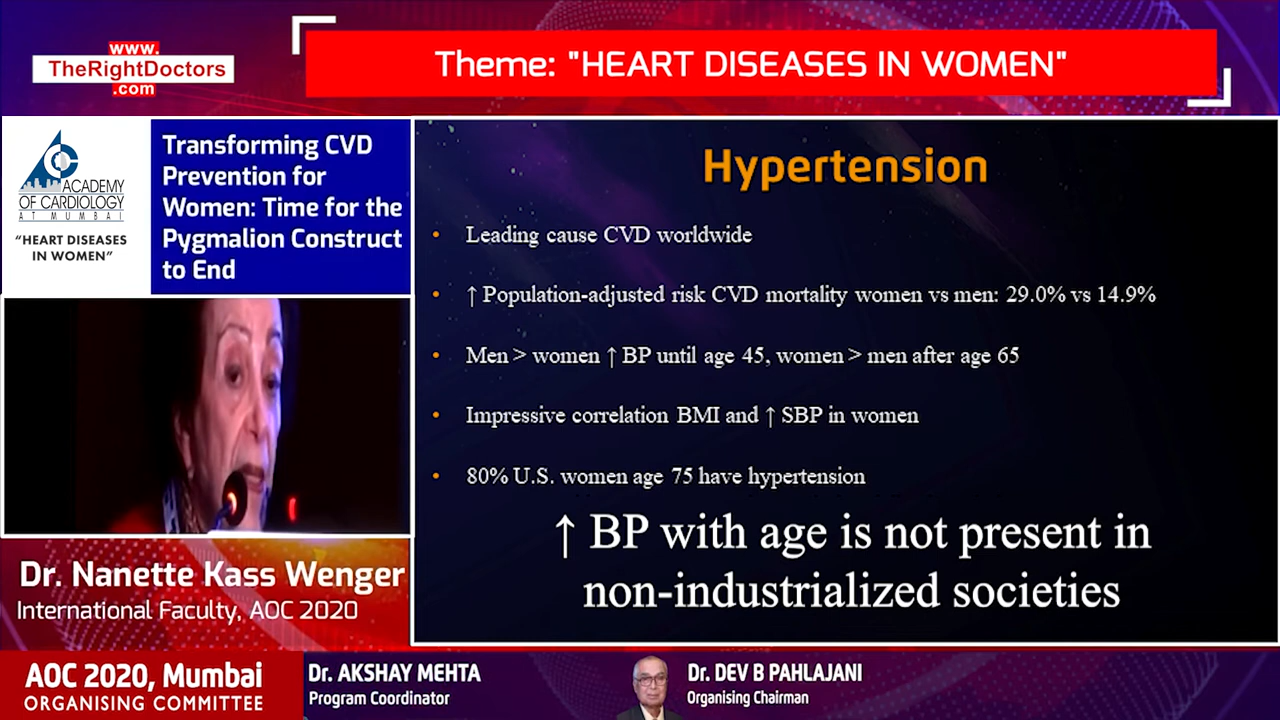 www.
TheRightDoctors
.com
Theme: "HEART DISEASES IN WOMEN"
ACADEMY
OF CARDIOLOGY
AT MUMBAI
“HEART DISEASES
IN WOMEN”
Transforming CVD
Prevention for
Women: Time for the
Pygmalion Construct
to End
Hypertension
• Leading cause CVD worldwide
• ↑ Population-adjusted risk CVD mortality women vs men: 29.0% vs 14.9%
• Men > women ↑ BP until age 45, women > men after age 65
• Impressive correlation BMI and ↑ SBP in women
• 80% U.S. women age 75 have hypertension
↑ BP with age is not present in
non-industrialized societies
Dr. Nanette Kass Wenger
International Faculty, AOC 2020
AOC 2020, Mumbai
ORGANISING COMMITTEE
Dr. AKSHAY MEHTA
Program Coordinator
Dr. DEV B PAHLAJANI
Organising Chairman